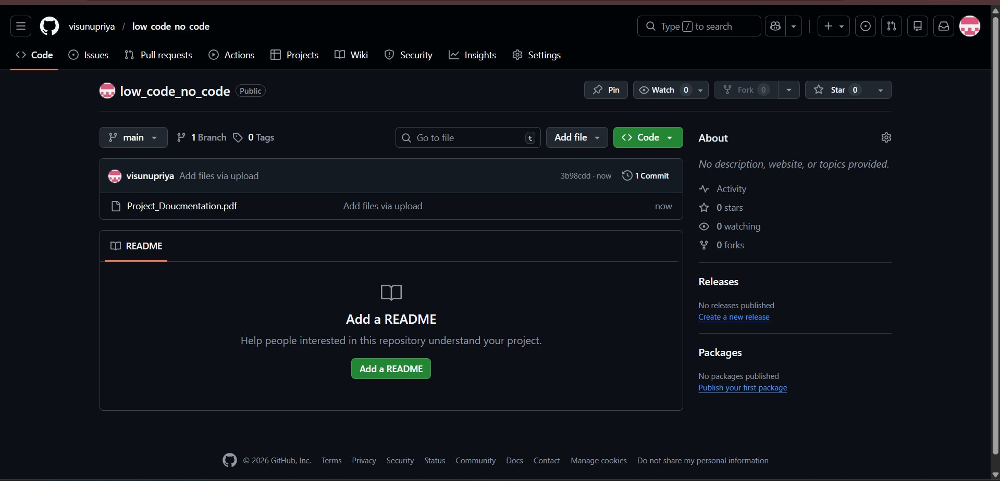 visunupriya / low_code_no_code
Type / to search
Code Issues Pull requests Actions Projects Wiki Security Insights Settings
low_code_no_code Public
Pin Watch 0 Fork 0 Star 0
main 1 Branch 0 Tags
Go to file t
Add file
Code
visunupriya Add files via upload
3b98cdd · now 1 Commit
Project_Doucmentation.pdf Add files via upload now
README
Add a README
Help people interested in this repository understand your project.
Add a README
About
No description, website, or topics provided.
Activity
0 stars
0 watching
0 forks
Releases
No releases published
Create a new release
Packages
No packages published
Publish your first package
© 2026 GitHub, Inc. Terms Privacy Security Status Community Docs Contact Manage cookies Do not share my personal information